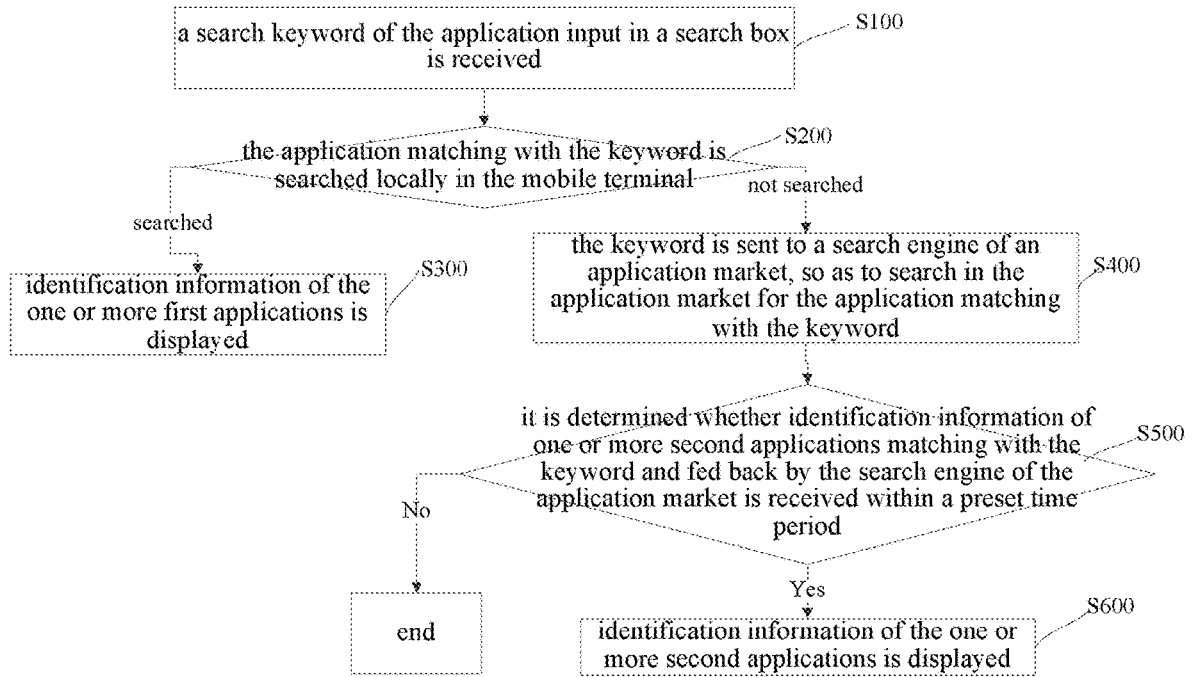 a search keyword of the application input in a search box
is received
S100
the application matching with the keyword is
searched locally in the mobile terminal
S200
searched
not searched
identification information of the
one or more first applications is
displayed
S300
the keyword is sent to a search engine of an
application market, so as to search in the
application market for the application matching
with the keyword
S400
it is determined whether identification information of
one or more second applications matching with the
keyword and fed back by the search engine of the
application market is received within a preset time
period
S500
No
Yes
end
identification information of the one or
more second applications is displayed
S600